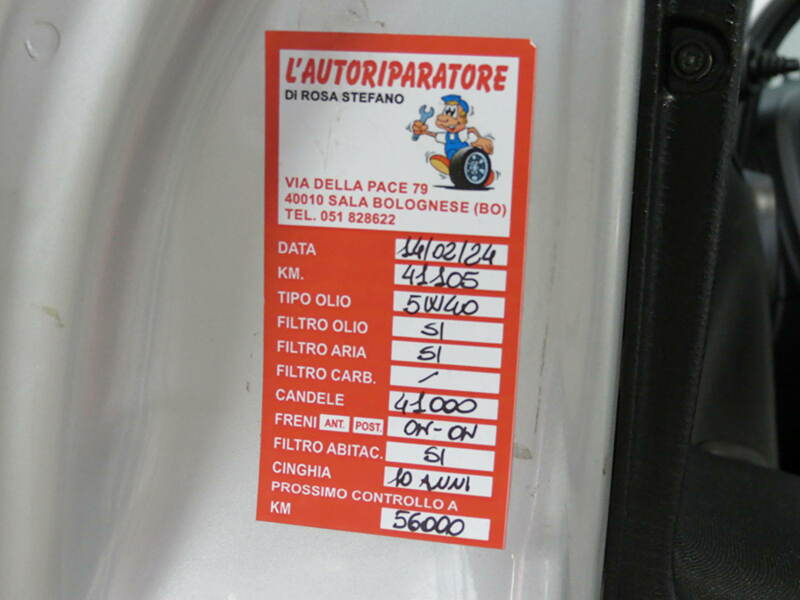 L'AUTORIPARATORE
Di ROSA STEFANO
VIA DELLA PACE 79
40010 SALA BOLOGNESE (BO)
TEL. 051 828622
DATA 14/02/24
KM. 41105
TIPO OLIO 5W40
FILTRO OLIO SI
FILTRO ARIA SI
FILTRO CARB. /
CANDELE 41000
FRENI ANT. POST. ON-ON
FILTRO ABITAC. SI
CINGHIA 10 ANNI
PROSSIMO CONTROLLO A
KM 56000